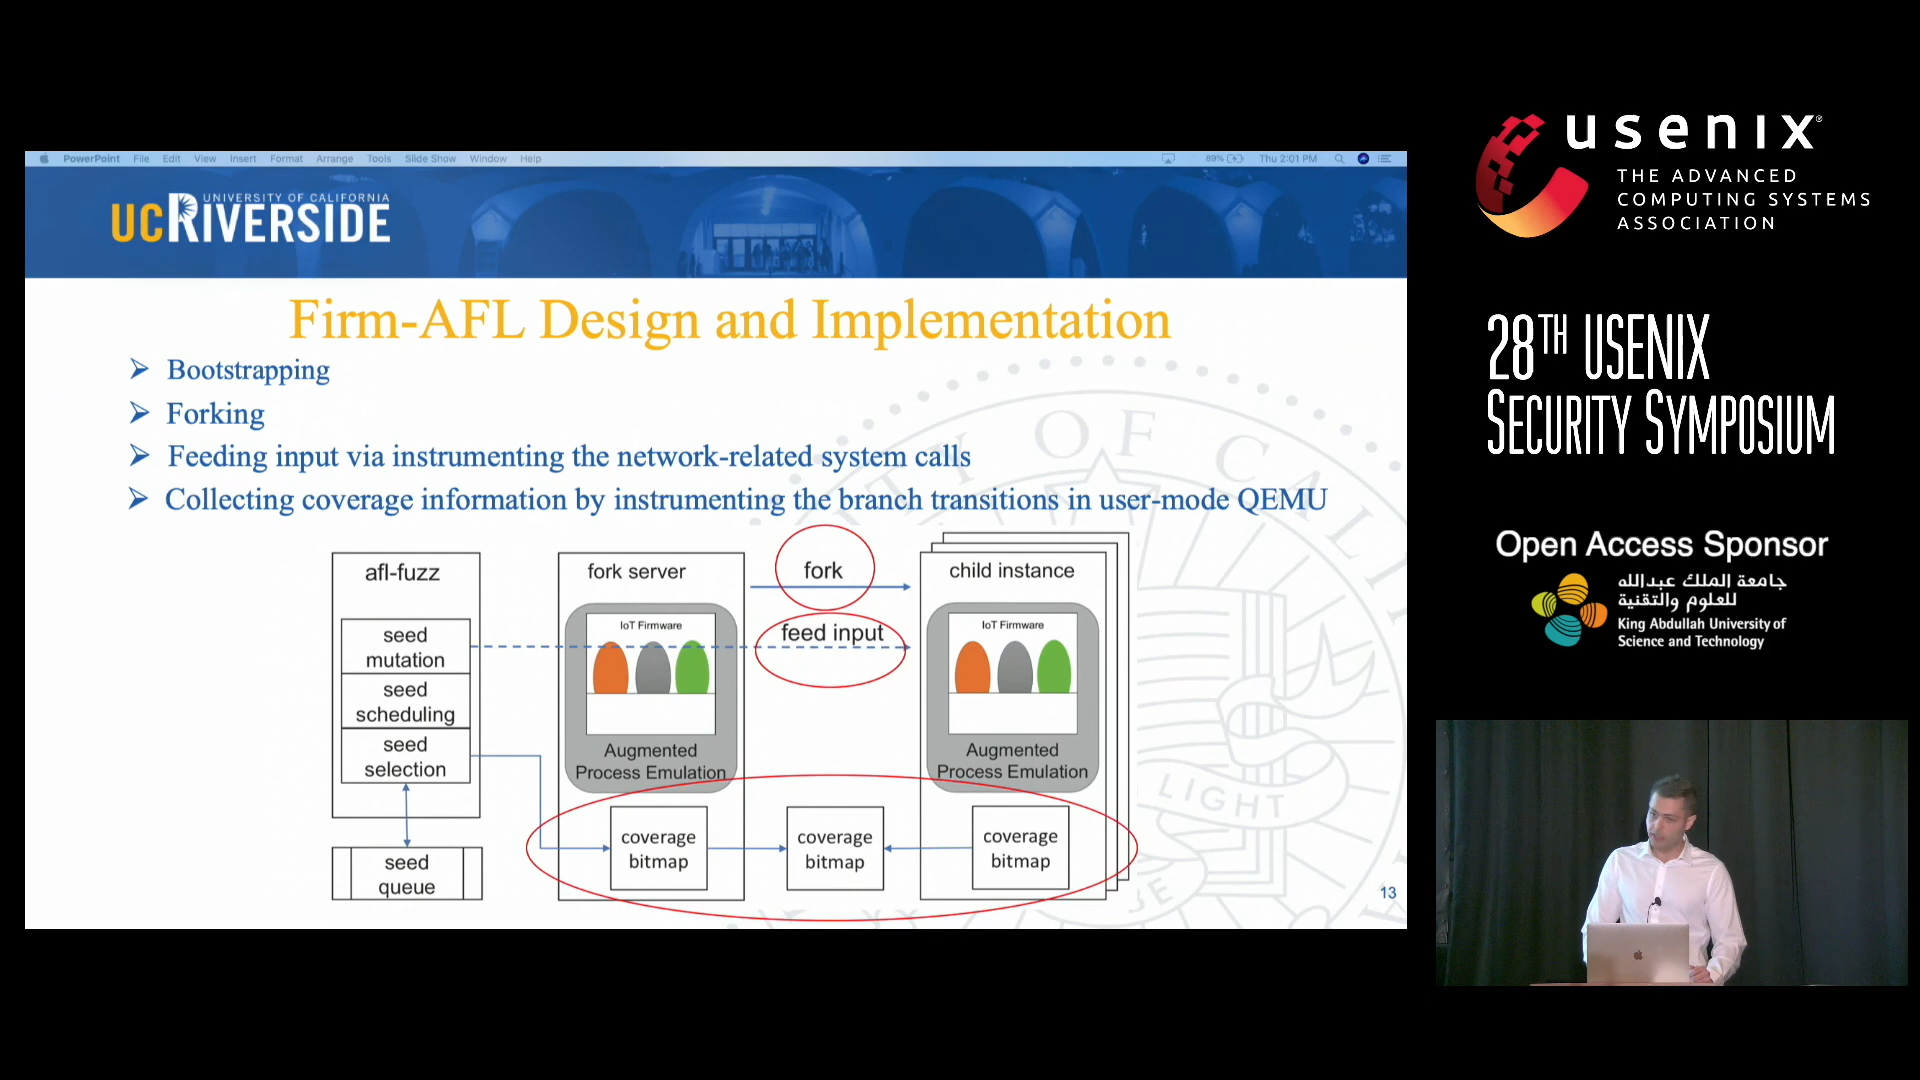 PowerPoint File Edit View Insert Format Arrange Tools Slide Show Window Help
89% Thu 2:01 PM
UNIVERSITY OF CALIFORNIA
UCRIVERSIDE
Firm-AFL Design and Implementation
Bootstrapping
Forking
Feeding input via instrumenting the network-related system calls
Collecting coverage information by instrumenting the branch transitions in user-mode QEMU
afl-fuzz
seed
mutation
seed
scheduling
seed
selection
seed
queue
fork server
IoT Firmware
Augmented
Process Emulation
coverage
bitmap
fork
feed input
coverage
bitmap
child instance
IoT Firmware
Augmented
Process Emulation
coverage
bitmap
LIGHT
13
usenix®
THE ADVANCED
COMPUTING SYSTEMS
ASSOCIATION
28TH USENIX
SECURITY SYMPOSIUM
Open Access Sponsor
جامعة الملك عبدالله
للعلوم والتقنية
King Abdullah University of
Science and Technology